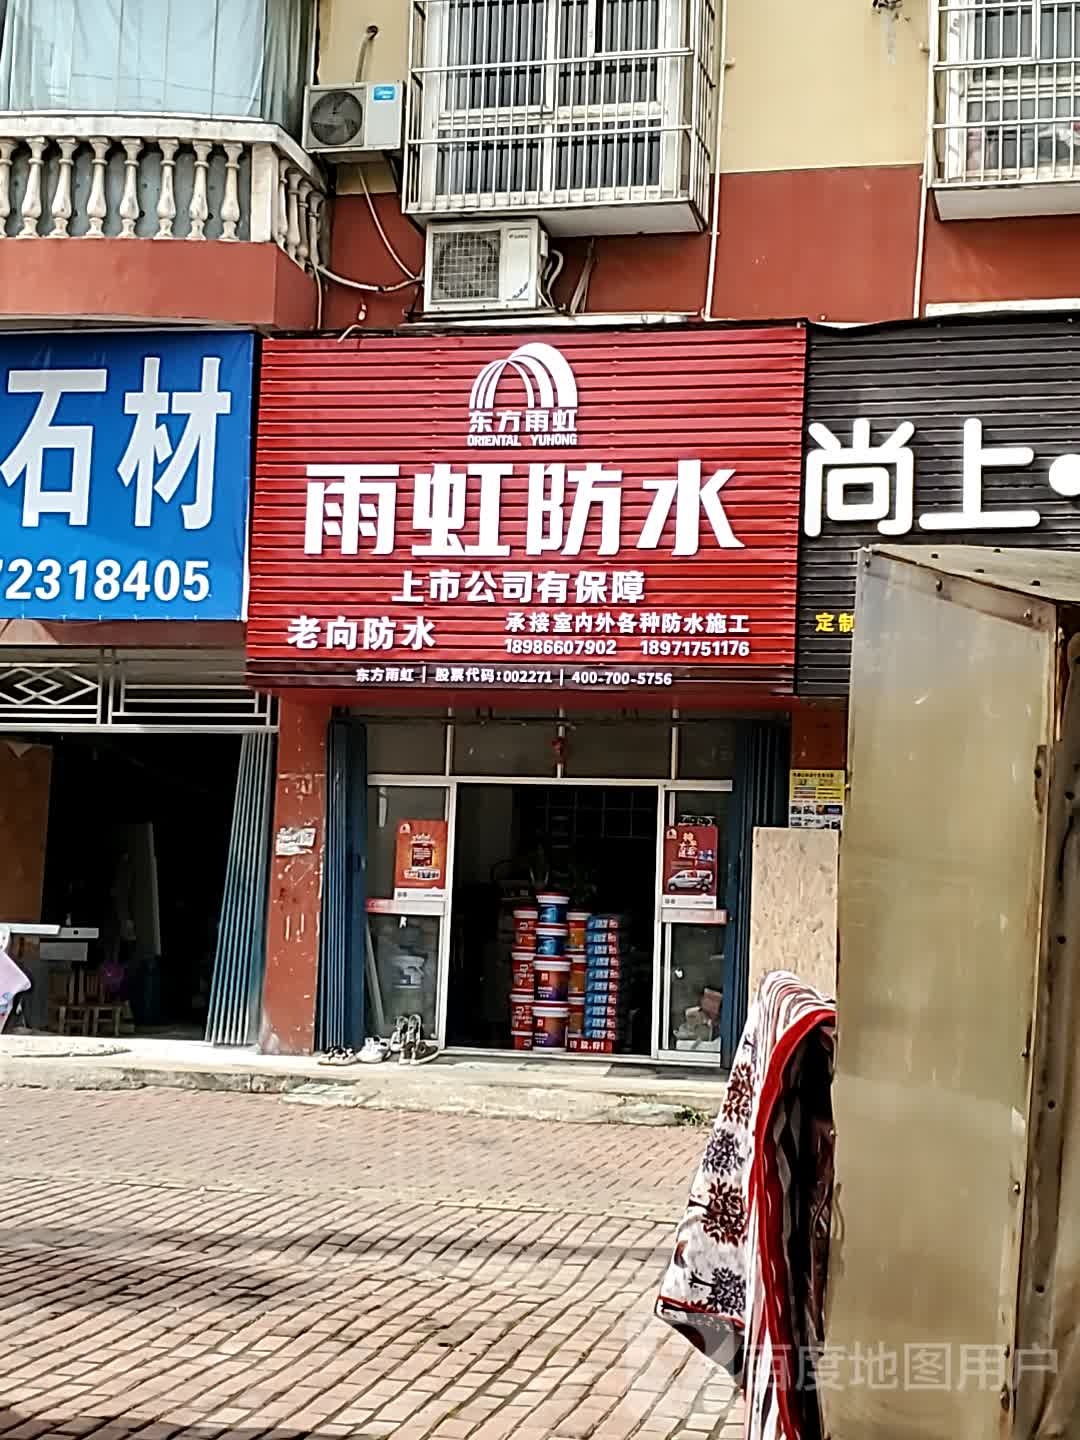 石材
72318405
东方雨虹
ORIENTAL YUHONG
雨虹防水
上市公司有保障
老向防水
承接室内外各种防水施工
18986607902 18971751176
东方雨虹 | 股票代码:002271 | 400-700-5756
尚上·
定制
百度地图用户